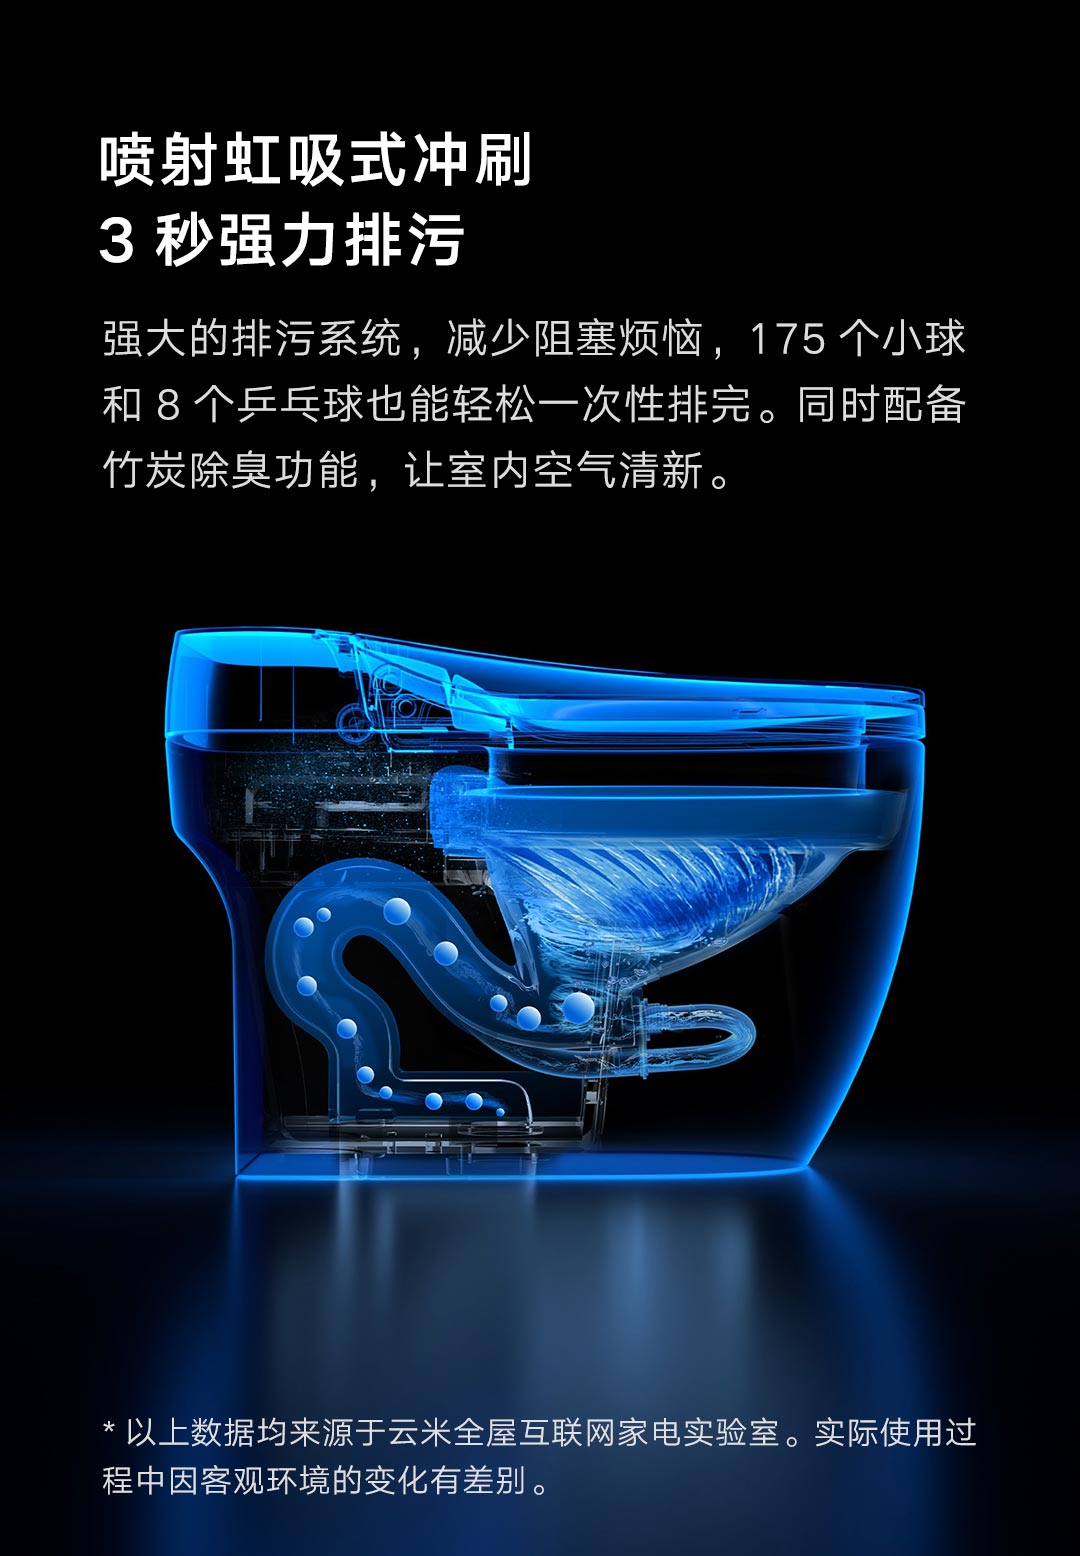 喷射虹吸式冲刷
3 秒强力排污
强大的排污系统，减少阻塞烦恼，175 个小球
和 8 个乒乓球也能轻松一次性排完。同时配备
竹炭除臭功能，让室内空气清新。
* 以上数据均来源于云米全屋互联网家电实验室。实际使用过
程中因客观环境的变化有差别。